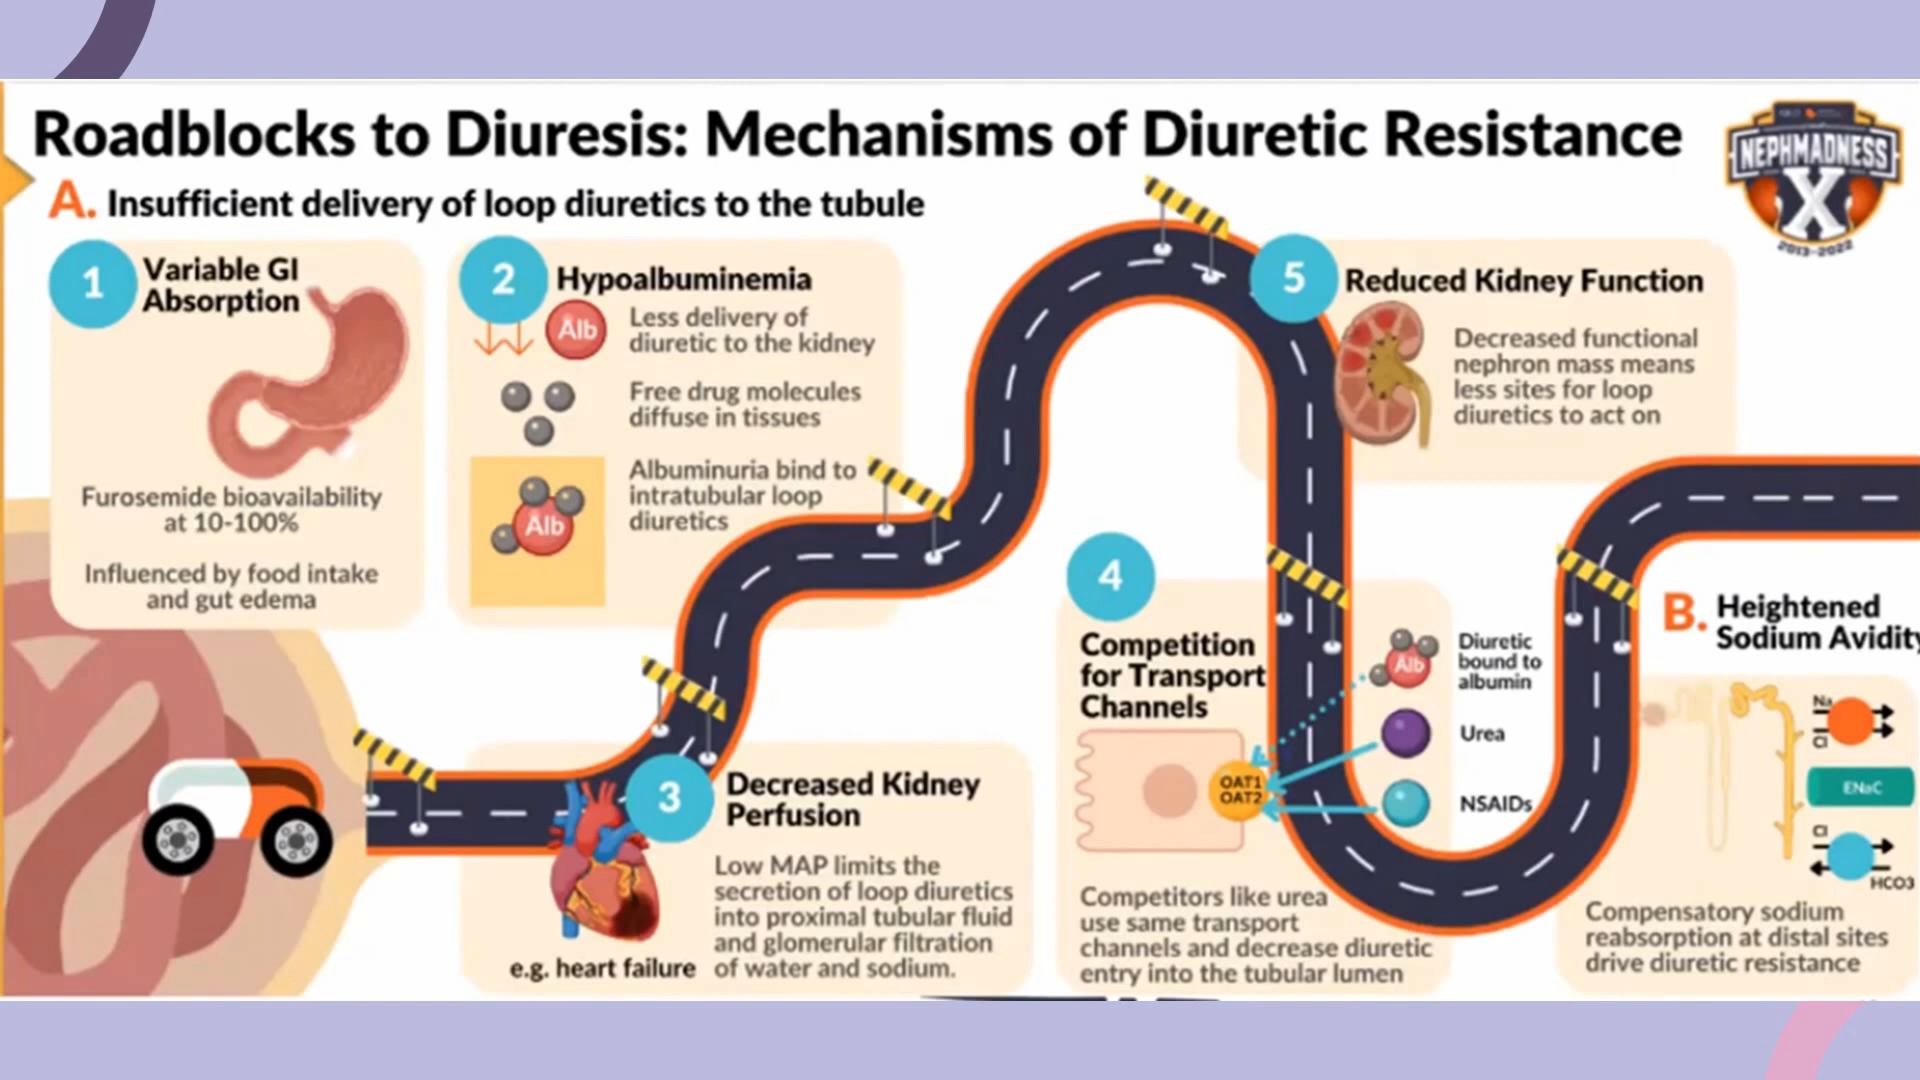 Roadblocks to Diuresis: Mechanisms of Diuretic Resistance
NEPHMADNESS
X
2013-2022
A. Insufficient delivery of loop diuretics to the tubule
1
Variable GI
Absorption
Furosemide bioavailability
at 10-100%
Influenced by food intake
and gut edema
2
Hypoalbuminemia
Alb
Less delivery of
diuretic to the kidney
Free drug molecules
diffuse in tissues
Alb
Albuminuria bind to
intratubular loop
diuretics
3
Decreased Kidney
Perfusion
Low MAP limits the
secretion of loop diuretics
into proximal tubular fluid
and glomerular filtration
of water and sodium.
e.g. heart failure
4
Competition
for Transport
Channels
OAT1
OAT2
Alb
Diuretic
bound to
albumin
Urea
NSAIDs
Competitors like urea
use same transport
channels and decrease diuretic
entry into the tubular lumen
5
Reduced Kidney Function
Decreased functional
nephron mass means
less sites for loop
diuretics to act on
B. Heightened
Sodium Avidity
Na
Cl
ENaC
Cl
HCO3
Compensatory sodium
reabsorption at distal sites
drive diuretic resistance